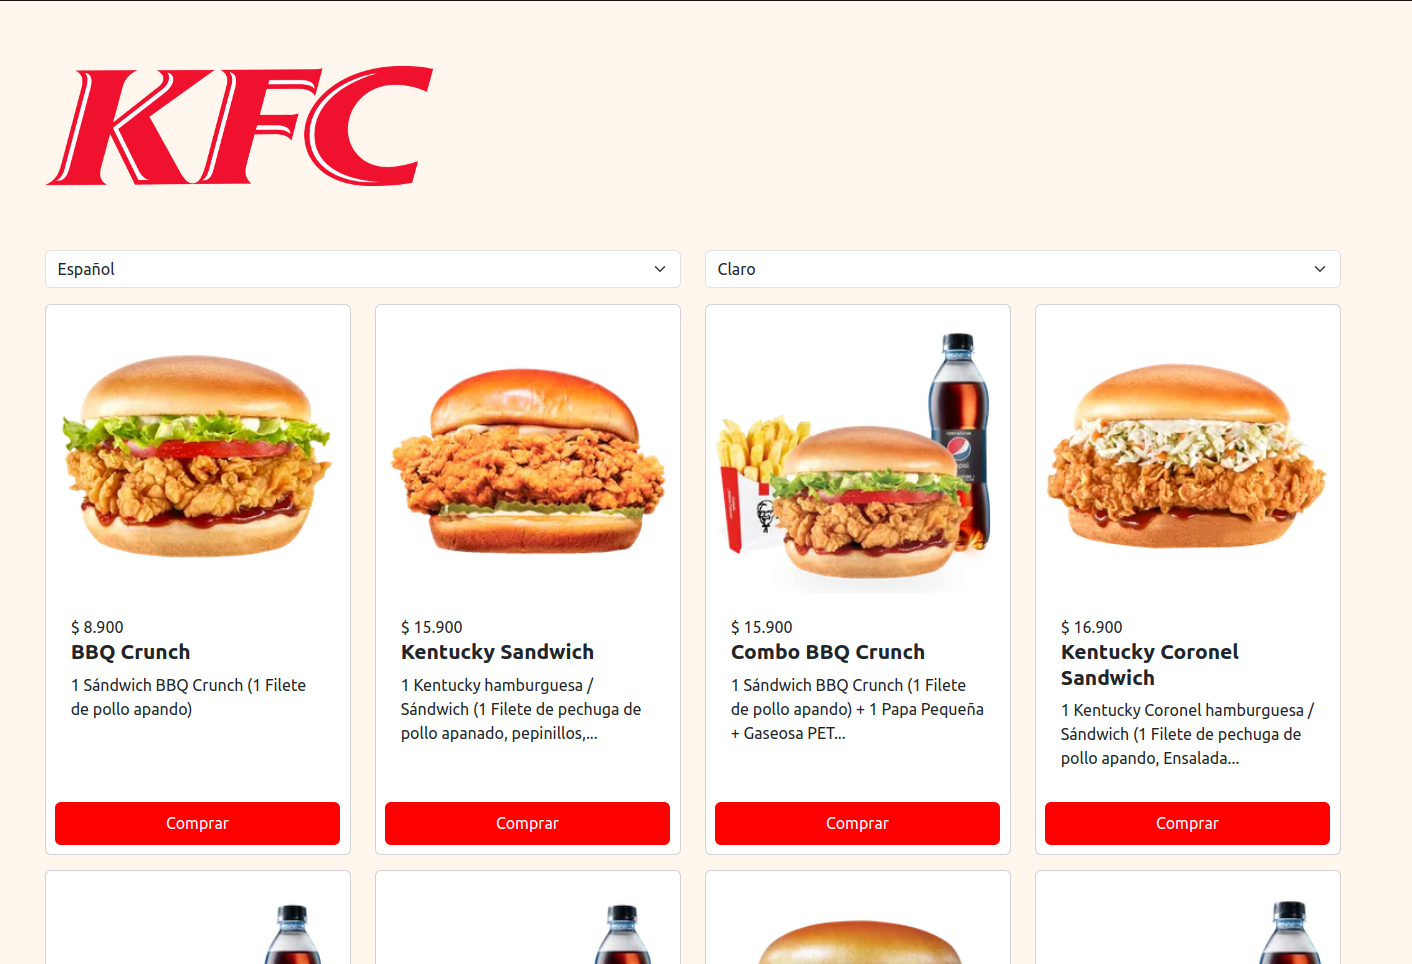 KFC
Español
Claro
$ 8.900
BBQ Crunch
1 Sándwich BBQ Crunch (1 Filete
de pollo apando)
Comprar
$ 15.900
Kentucky Sandwich
1 Kentucky hamburguesa /
Sándwich (1 Filete de pechuga de
pollo apanado, pepinillos,...
Comprar
$ 15.900
Combo BBQ Crunch
1 Sándwich BBQ Crunch (1 Filete
de pollo apando) + 1 Papa Pequeña
+ Gaseosa PET...
Comprar
$ 16.900
Kentucky Coronel
Sandwich
1 Kentucky Coronel hamburguesa /
Sándwich (1 Filete de pechuga de
pollo apando, Ensalada...
Comprar